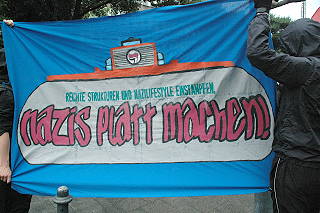 RECHTE STRUKTUREN UND NAZILIFESTYLE EINSTAMPFEN,
NAZIS PLATT MACHEN!